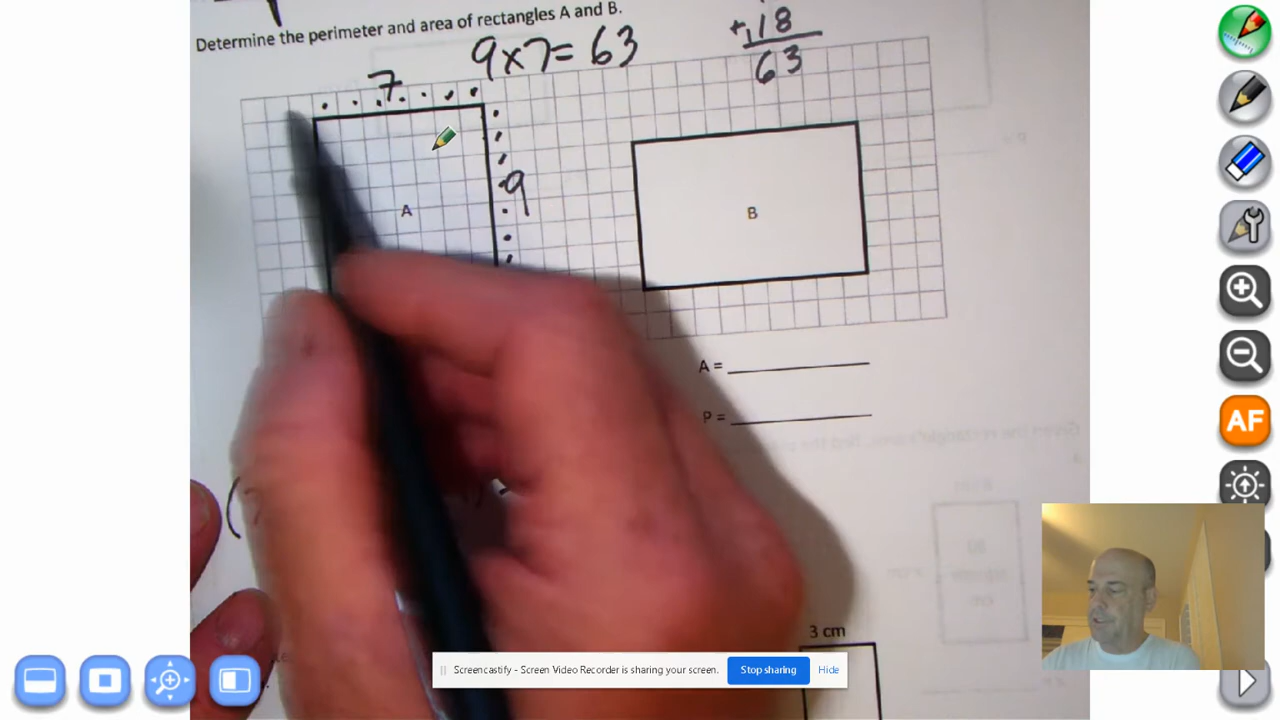 Determine the perimeter and area of rectangles A and B.
9x7= 63
+18
63
7
9
A
B
A =
P =
3 cm
AF
Screencastify - Screen Video Recorder is sharing your screen.
Stop sharing
Hide